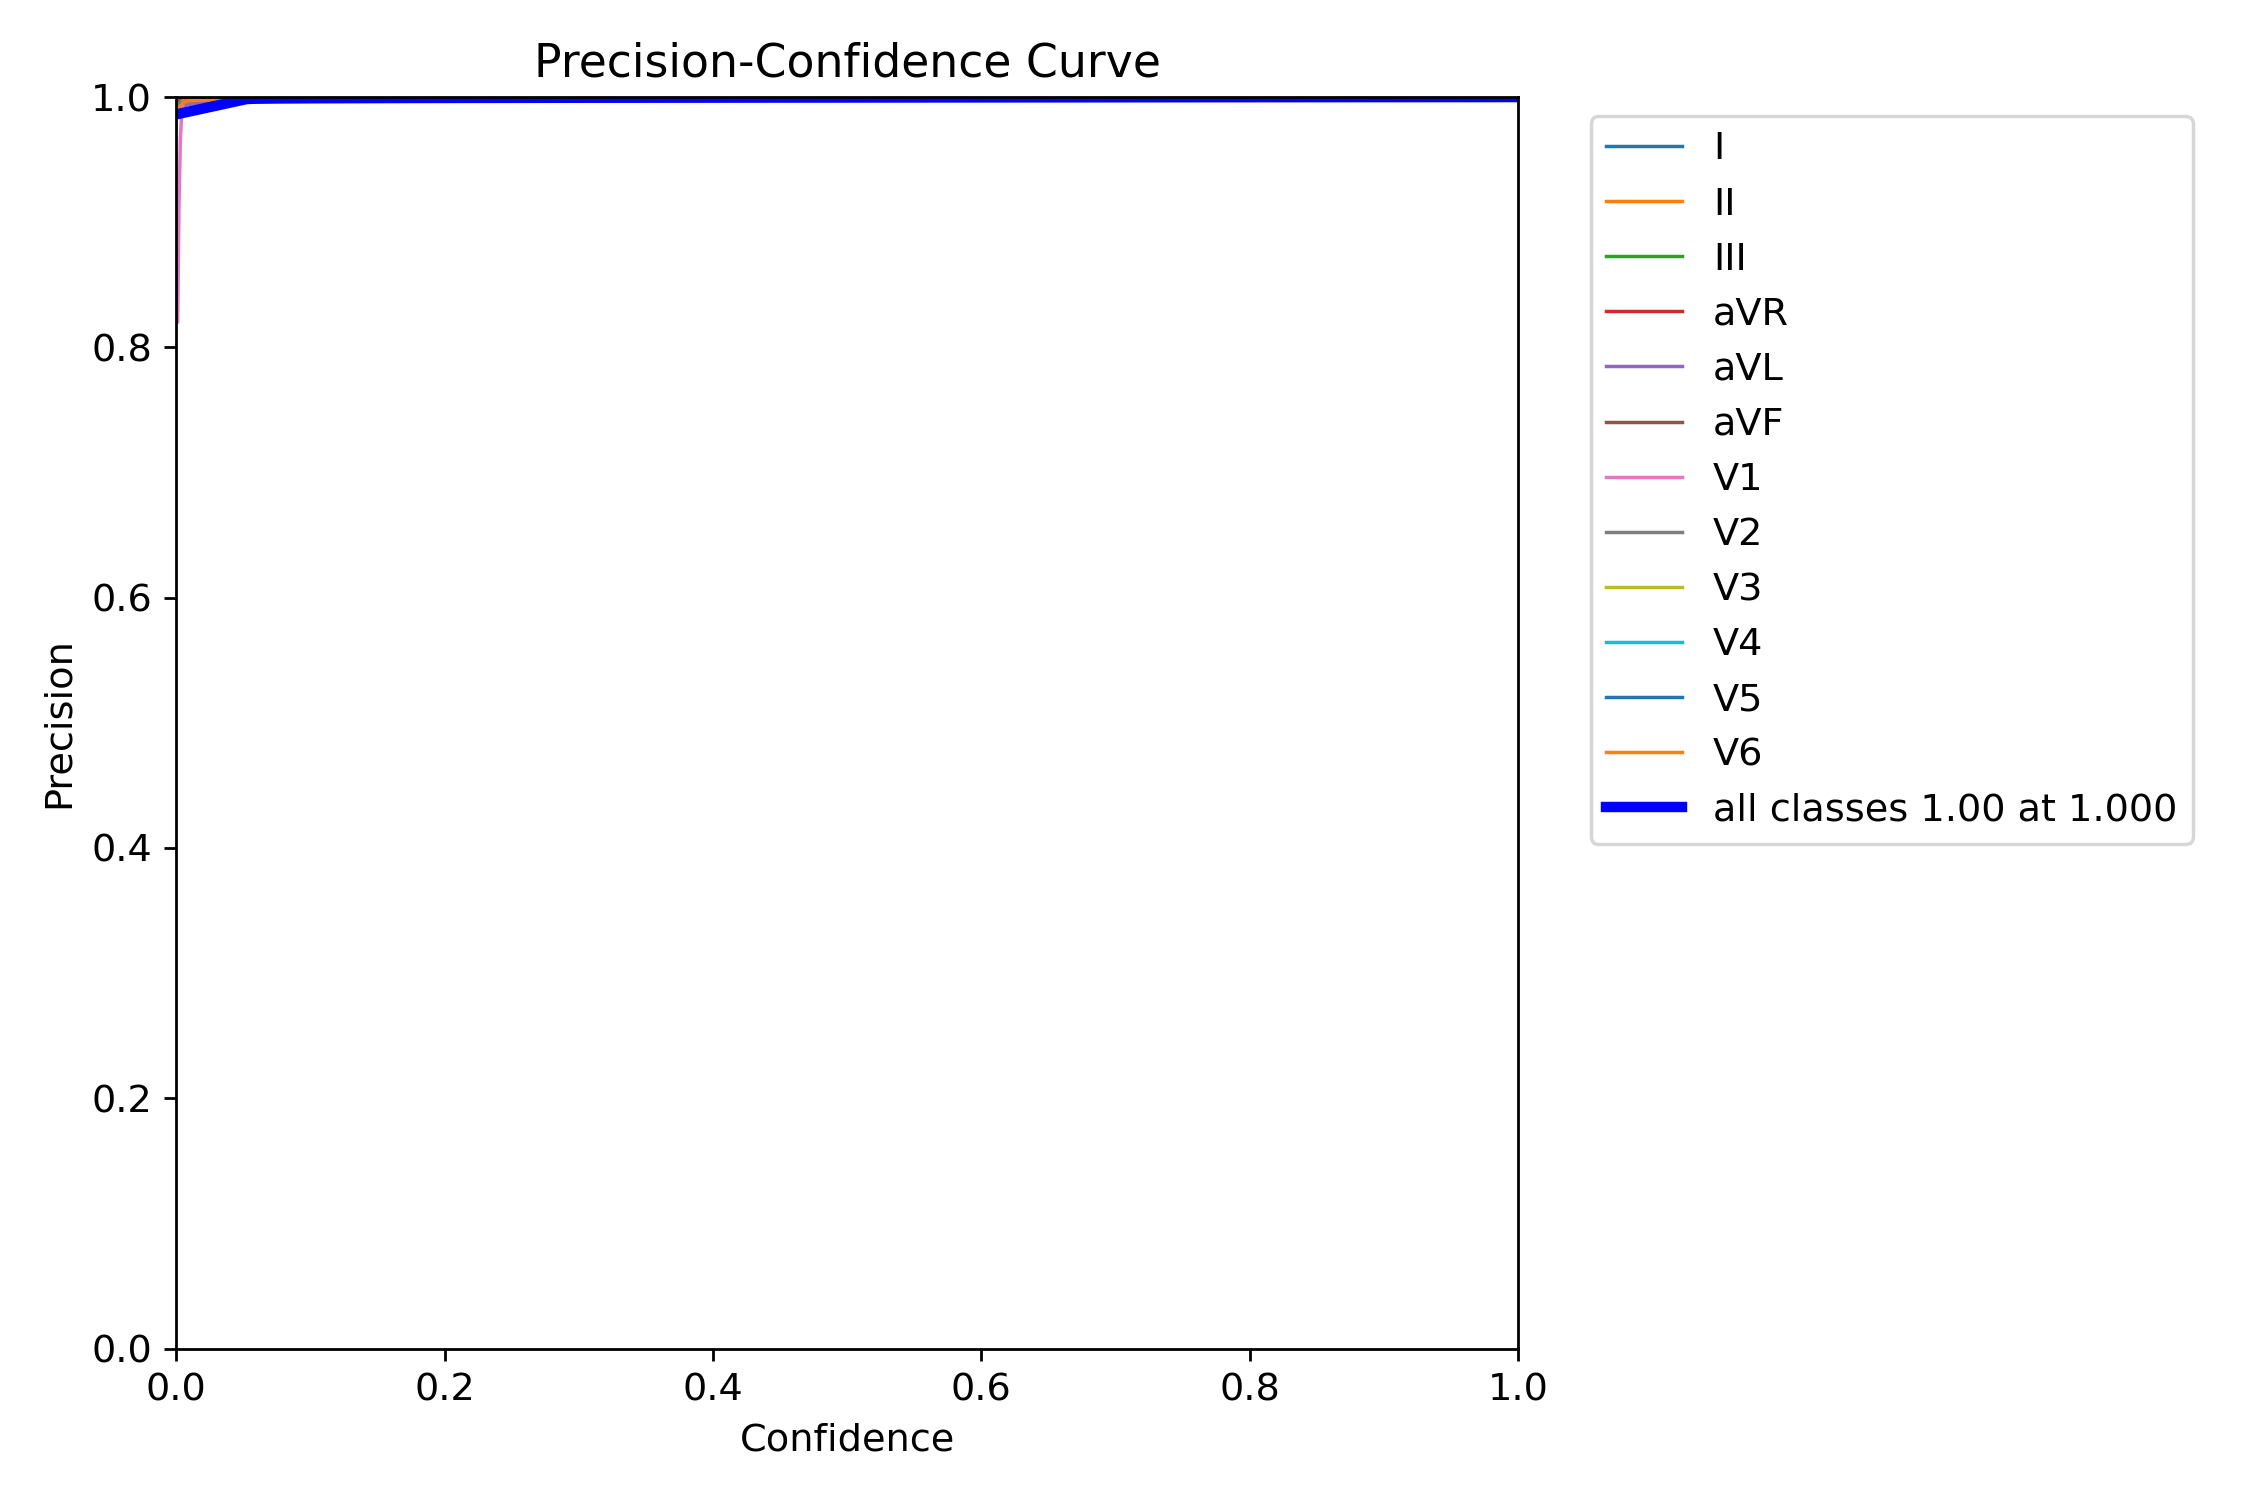 Precision-Confidence Curve
1.0
0.8
0.6
0.4
0.2
0.0
Precision
0.0 0.2 0.4 0.6 0.8 1.0
Confidence
I
II
III
aVR
aVL
aVF
V1
V2
V3
V4
V5
V6
all classes 1.00 at 1.000